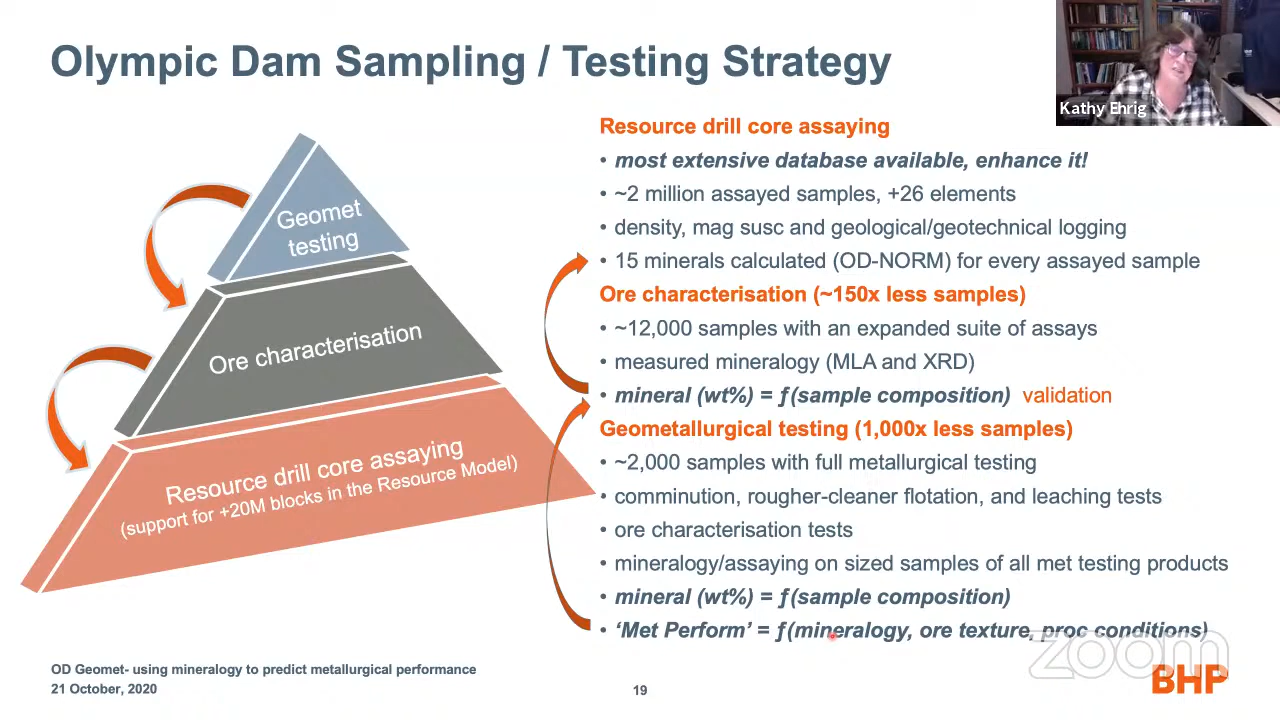 Olympic Dam Sampling / Testing Strategy
Kathy Ehrig
Geomet
testing
Ore characterisation
Resource drill core assaying
(support for +20M blocks in the Resource Model)
Resource drill core assaying
• most extensive database available, enhance it!
• ~2 million assayed samples, +26 elements
• density, mag susc and geological/geotechnical logging
• 15 minerals calculated (OD-NORM) for every assayed sample
Ore characterisation (~150x less samples)
• ~12,000 samples with an expanded suite of assays
• measured mineralogy (MLA and XRD)
• mineral (wt%) = ƒ(sample composition) validation
Geometallurgical testing (1,000x less samples)
• ~2,000 samples with full metallurgical testing
• comminution, rougher-cleaner flotation, and leaching tests
• ore characterisation tests
• mineralogy/assaying on sized samples of all met testing products
• mineral (wt%) = ƒ(sample composition)
• ‘Met Perform’ = ƒ(mineralogy, ore texture, proc conditions)
zoom
BHP
OD Geomet- using mineralogy to predict metallurgical performance
21 October, 2020
19